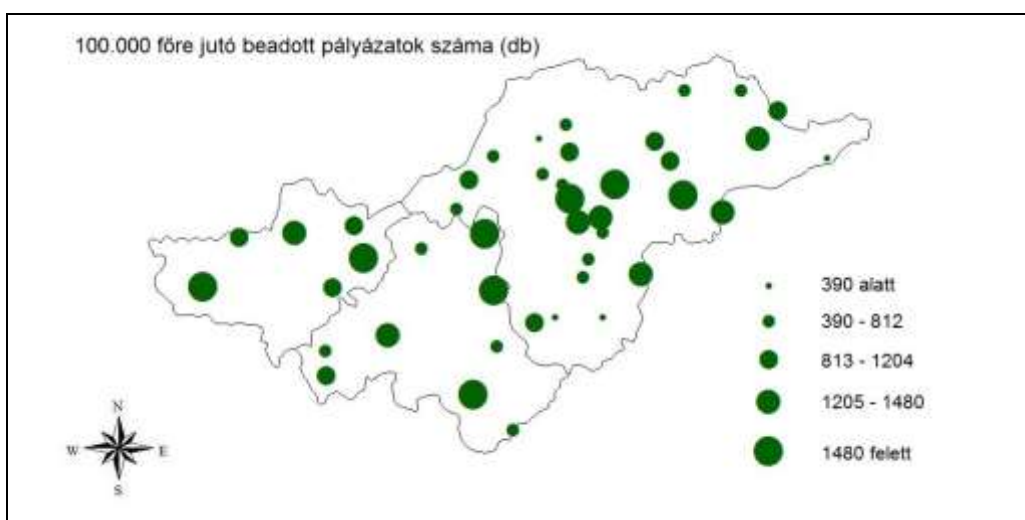 100.000 főre jutó beadott pályázatok száma (db)
390 alatt
390 - 812
813 - 1204
1205 - 1480
1480 felett
N
W E
S